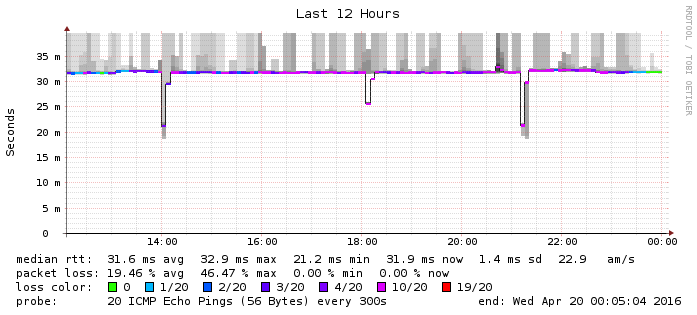 Last 12 Hours
RRDTOOL / TOBI OETIKER
Seconds
35 m
30 m
25 m
20 m
15 m
10 m
5 m
0
14:00 16:00 18:00 20:00 22:00 00:00
median rtt: 31.6 ms avg 32.9 ms max 21.2 ms min 31.9 ms now 1.4 ms sd 22.9 am/s
packet loss: 19.46 % avg 46.47 % max 0.00 % min 0.00 % now
loss color: 0 1/20 2/20 3/20 4/20 10/20 19/20
probe: 20 ICMP Echo Pings (56 Bytes) every 300s end: Wed Apr 20 00:05:04 2016